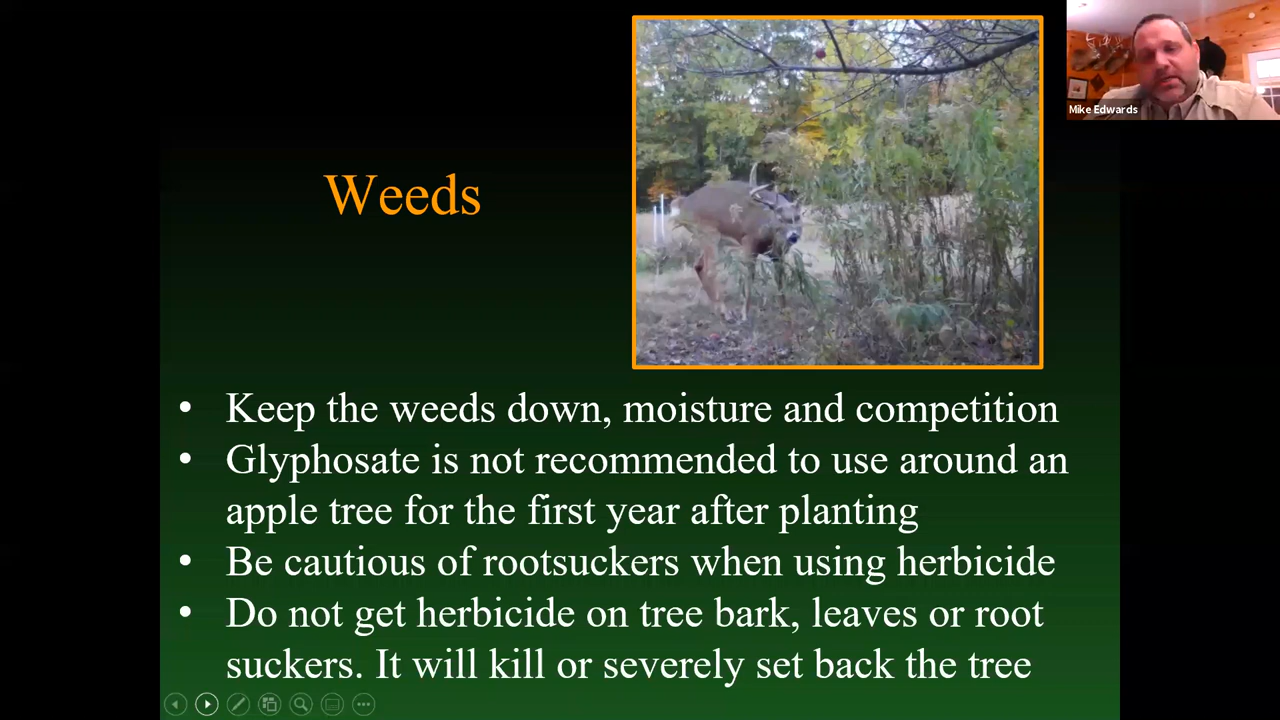 Mike Edwards
Weeds
• Keep the weeds down, moisture and competition
• Glyphosate is not recommended to use around an
apple tree for the first year after planting
• Be cautious of rootsuckers when using herbicide
• Do not get herbicide on tree bark, leaves or root
suckers. It will kill or severely set back the tree